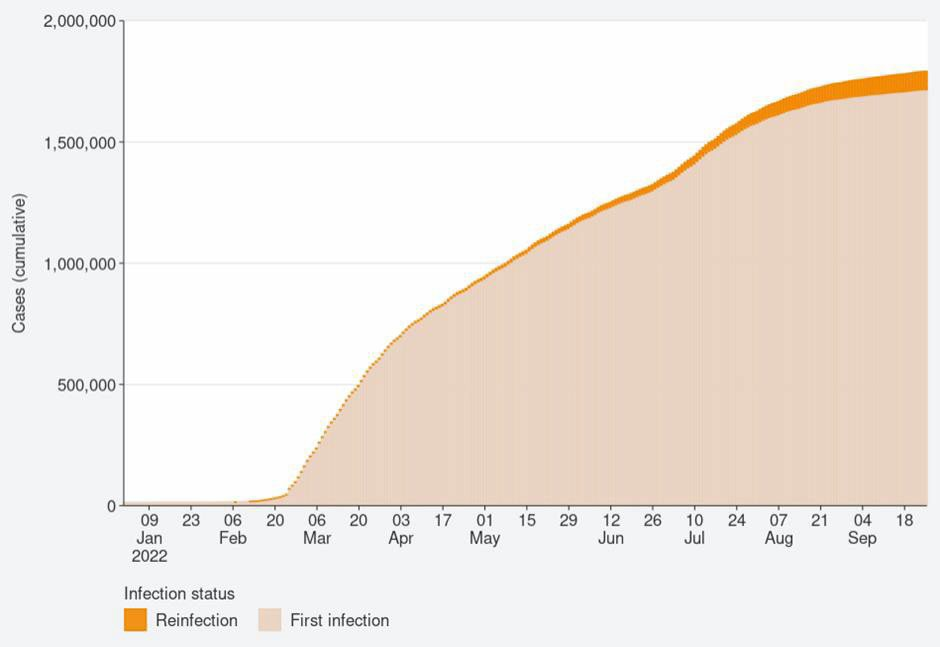 2,000,000
1,500,000
1,000,000
500,000
0
Cases (cumulative)
09 23 06 20 06 20 03 17 01 15 29 12 26 10 24 07 21 04 18
Jan Feb Mar Apr May Jun Jul Aug Sep
2022
Infection status
Reinfection First infection